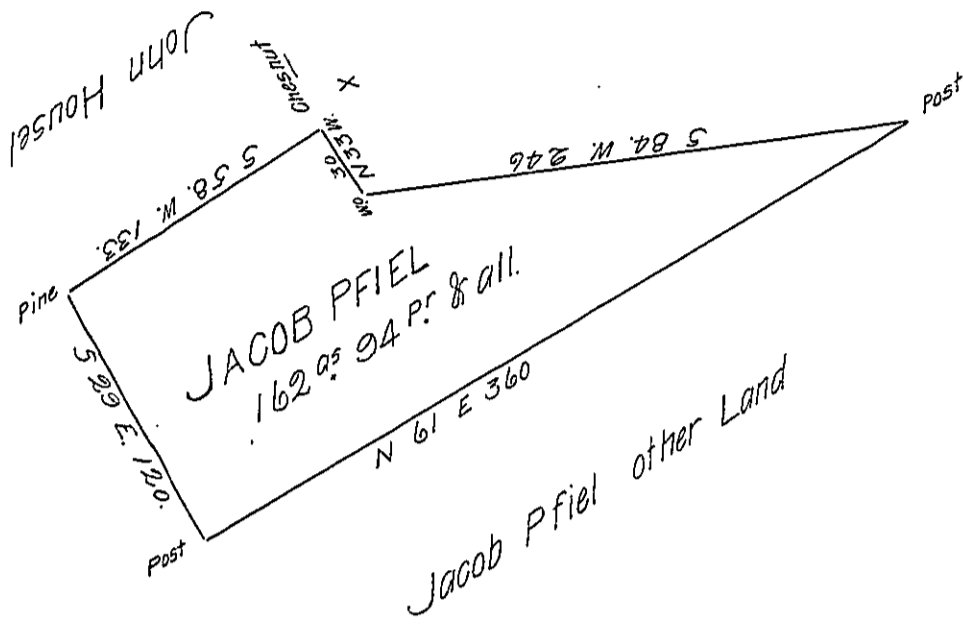 John Housel
Chesnut
X
Post
S 58. W. 133.
30
N 33 W.
W.O
S 84. W 246
Pine
JACOB PFIEL
162 as. 94 Pr. & all.
S 29 E. 120.
N 61 E 360
Post
Jacob Pfiel other Land